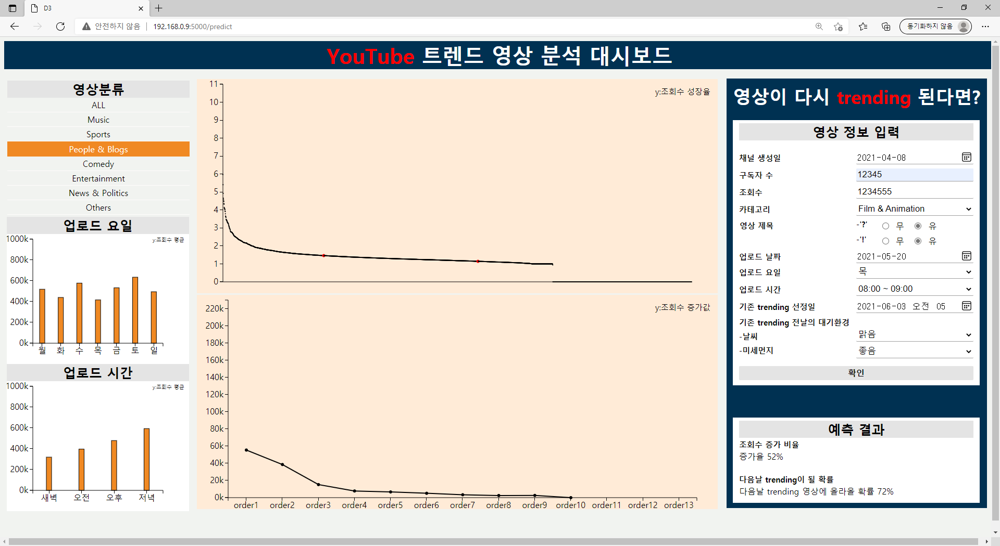 D3
안전하지 않음 192.168.0.9:5000/predict
동기화하지 않음
YouTube 트렌드 영상 분석 대시보드
영상분류
ALL
Music
Sports
People & Blogs
Comedy
Entertainment
News & Politics
Others
업로드 요일
y:조회수 평균
1000k
800k
600k
400k
200k
0k
월 화 수 목 금 토 일
업로드 시간
y:조회수 평균
1000k
800k
600k
400k
200k
0k
새벽 오전 오후 저녁
y:조회수 성장율
11
10
9
8
7
6
5
4
3
2
1
0
y:조회수 증가값
220k
200k
180k
160k
140k
120k
100k
80k
60k
40k
20k
0k
order1 order2 order3 order4 order5 order6 order7 order8 order9 order10 order11 order12 order13
영상이 다시 trending 된다면?
영상 정보 입력
채널 생성일 2021-04-08
구독자 수 12345
조회수 1234555
카테고리 Film & Animation
영상 제목 -'?' 무 유
-'!' 무 유
업로드 날짜 2021-05-20
업로드 요일 목
업로드 시간 08:00 ~ 09:00
기존 trending 선정일 2021-06-03 오전 05
기존 trending 전날의 대기환경
-날씨 맑음
-미세먼지 좋음
확인
예측 결과
조회수 증가 비율
증가율 52%
다음날 trending이 될 확률
다음날 trending 영상에 올라올 확률 72%